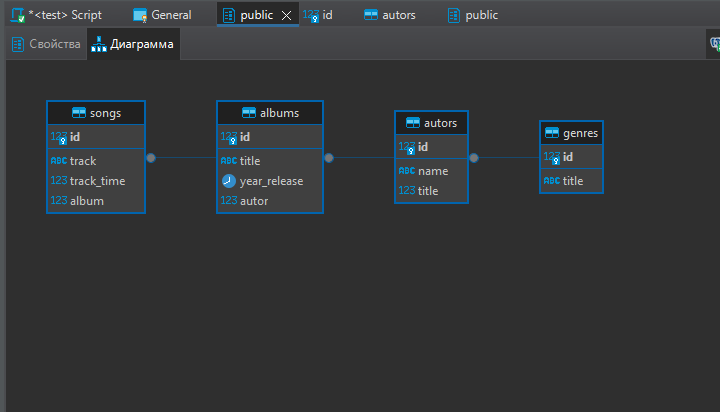 *<test> Script
General
public
id
autors
public
Свойства
Диаграмма
songs
123 id
ABC track
123 track_time
123 album
albums
123 id
ABC title
year_release
123 autor
autors
123 id
ABC name
123 title
genres
123 id
ABC title